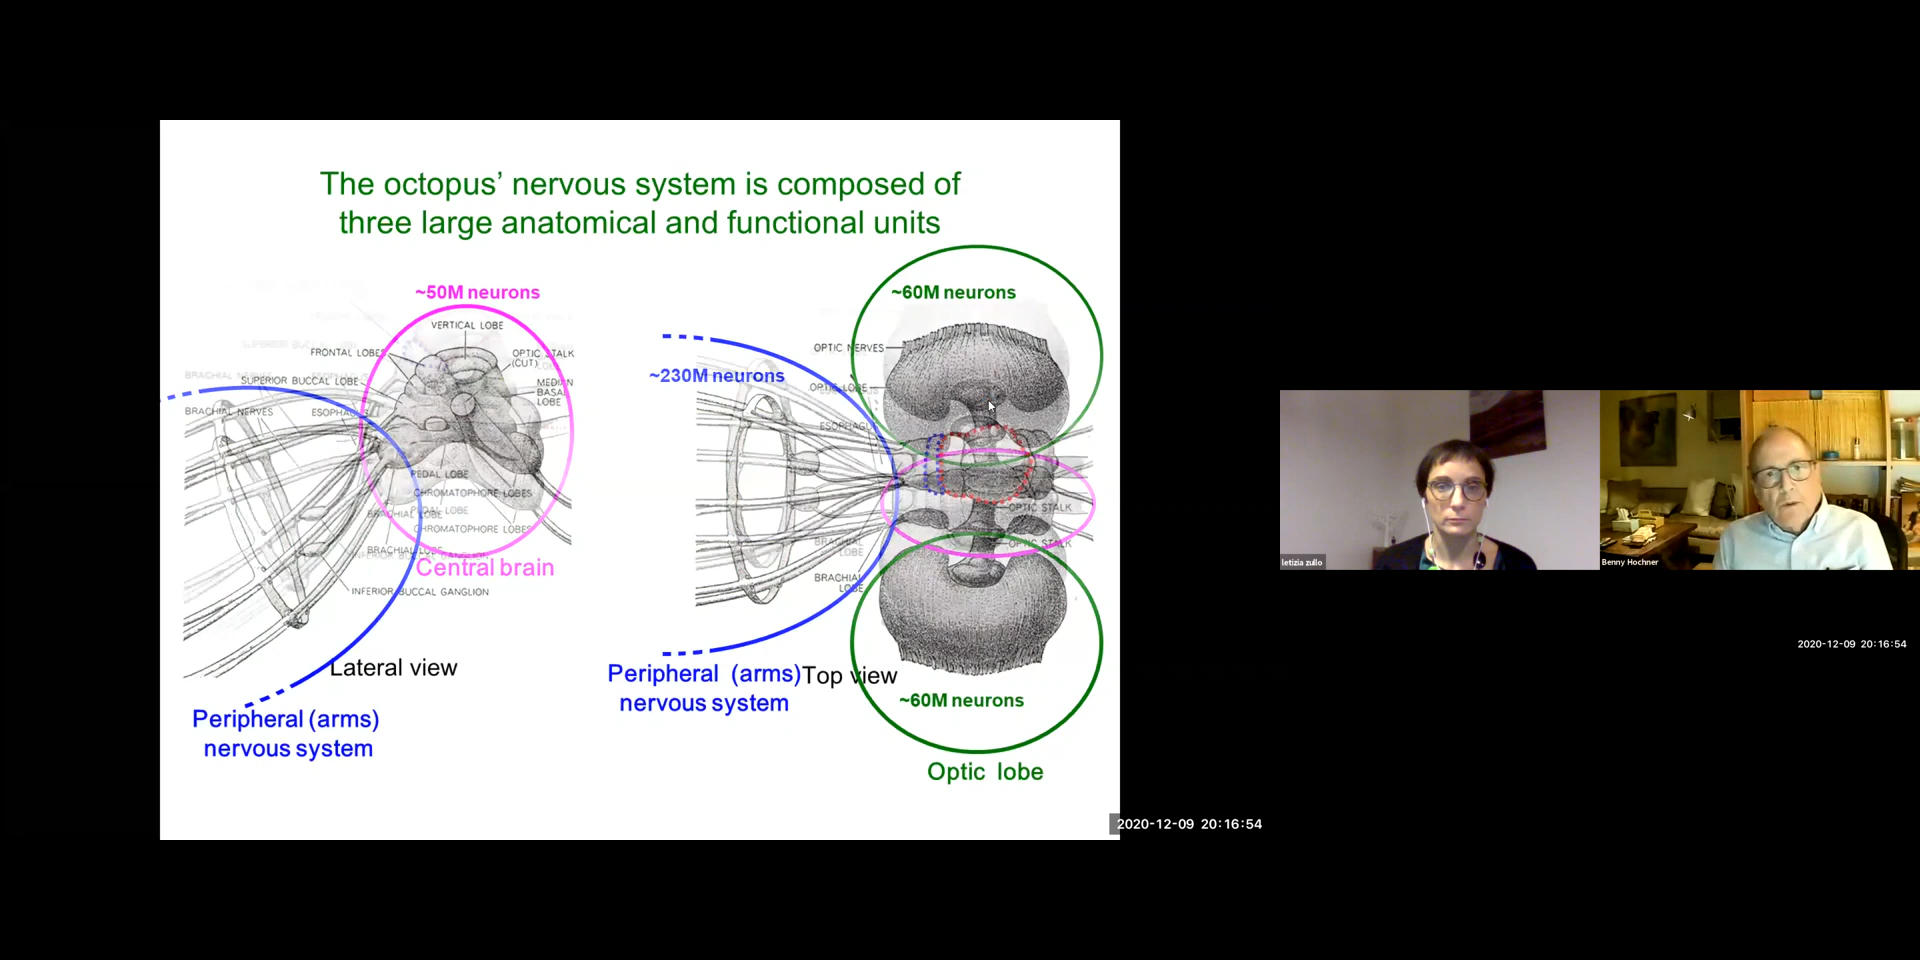 The octopus’ nervous system is composed of
three large anatomical and functional units
~50M neurons
VERTICAL LOBE
FRONTAL LOBES
OPTIC STALK
(CUT)
SUPERIOR BUCCAL LOBE
MEDIAN
BASAL
LOBE
BRACHIAL NERVES
ESOPHAGUS
PEDAL LOBE
CHROMATOPHORE LOBES
BRACHIAL LOBE
PEDAL LOBE
CHROMATOPHORE LOBES
BRACHIAL LOBE
INFERIOR BUCCAL GANGLION
Central brain
INFERIOR BUCCAL GANGLION
Lateral view
Peripheral (arms)
nervous system
~60M neurons
OPTIC NERVES
~230M neurons
OPTIC LOBE
ESOPHAGUS
OPTIC STALK
OPTIC STALK
BRACHIAL
LOBE
BRACHIAL
LOBE
Peripheral (arms)
nervous system
Top view
~60M neurons
Optic lobe
2020-12-09 20:16:54
letizia zullo
Benny Hochner
2020-12-09 20:16:54